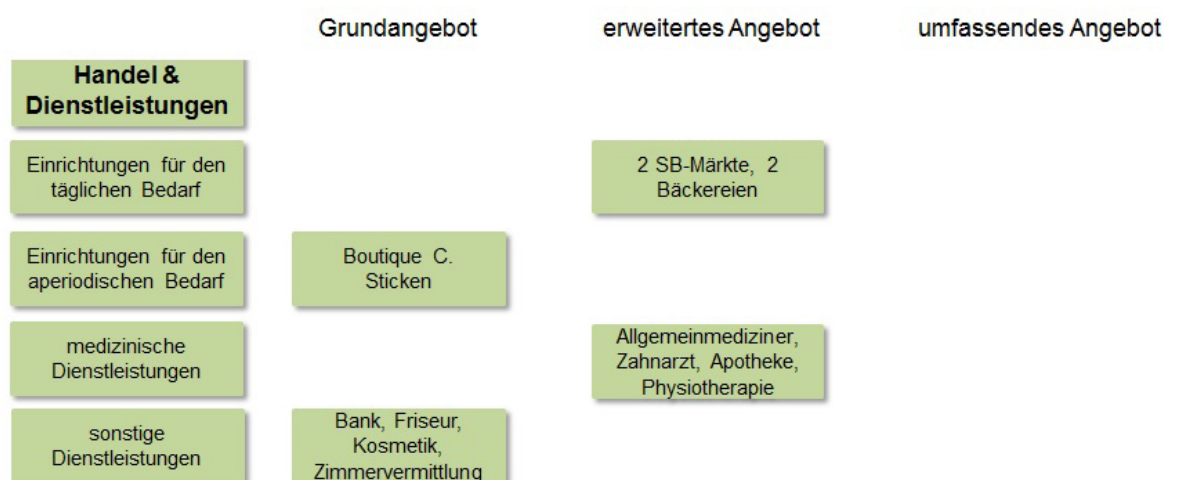 Grundangebot erweitertes Angebot umfassendes Angebot
Handel &
Dienstleistungen
Einrichtungen für den
täglichen Bedarf
2 SB-Märkte, 2
Bäckereien
Einrichtungen für den
aperiodischen Bedarf
Boutique C.
Sticken
medizinische
Dienstleistungen
Allgemeinmediziner,
Zahnarzt, Apotheke,
Physiotherapie
sonstige
Dienstleistungen
Bank, Friseur,
Kosmetik,
Zimmervermittlung